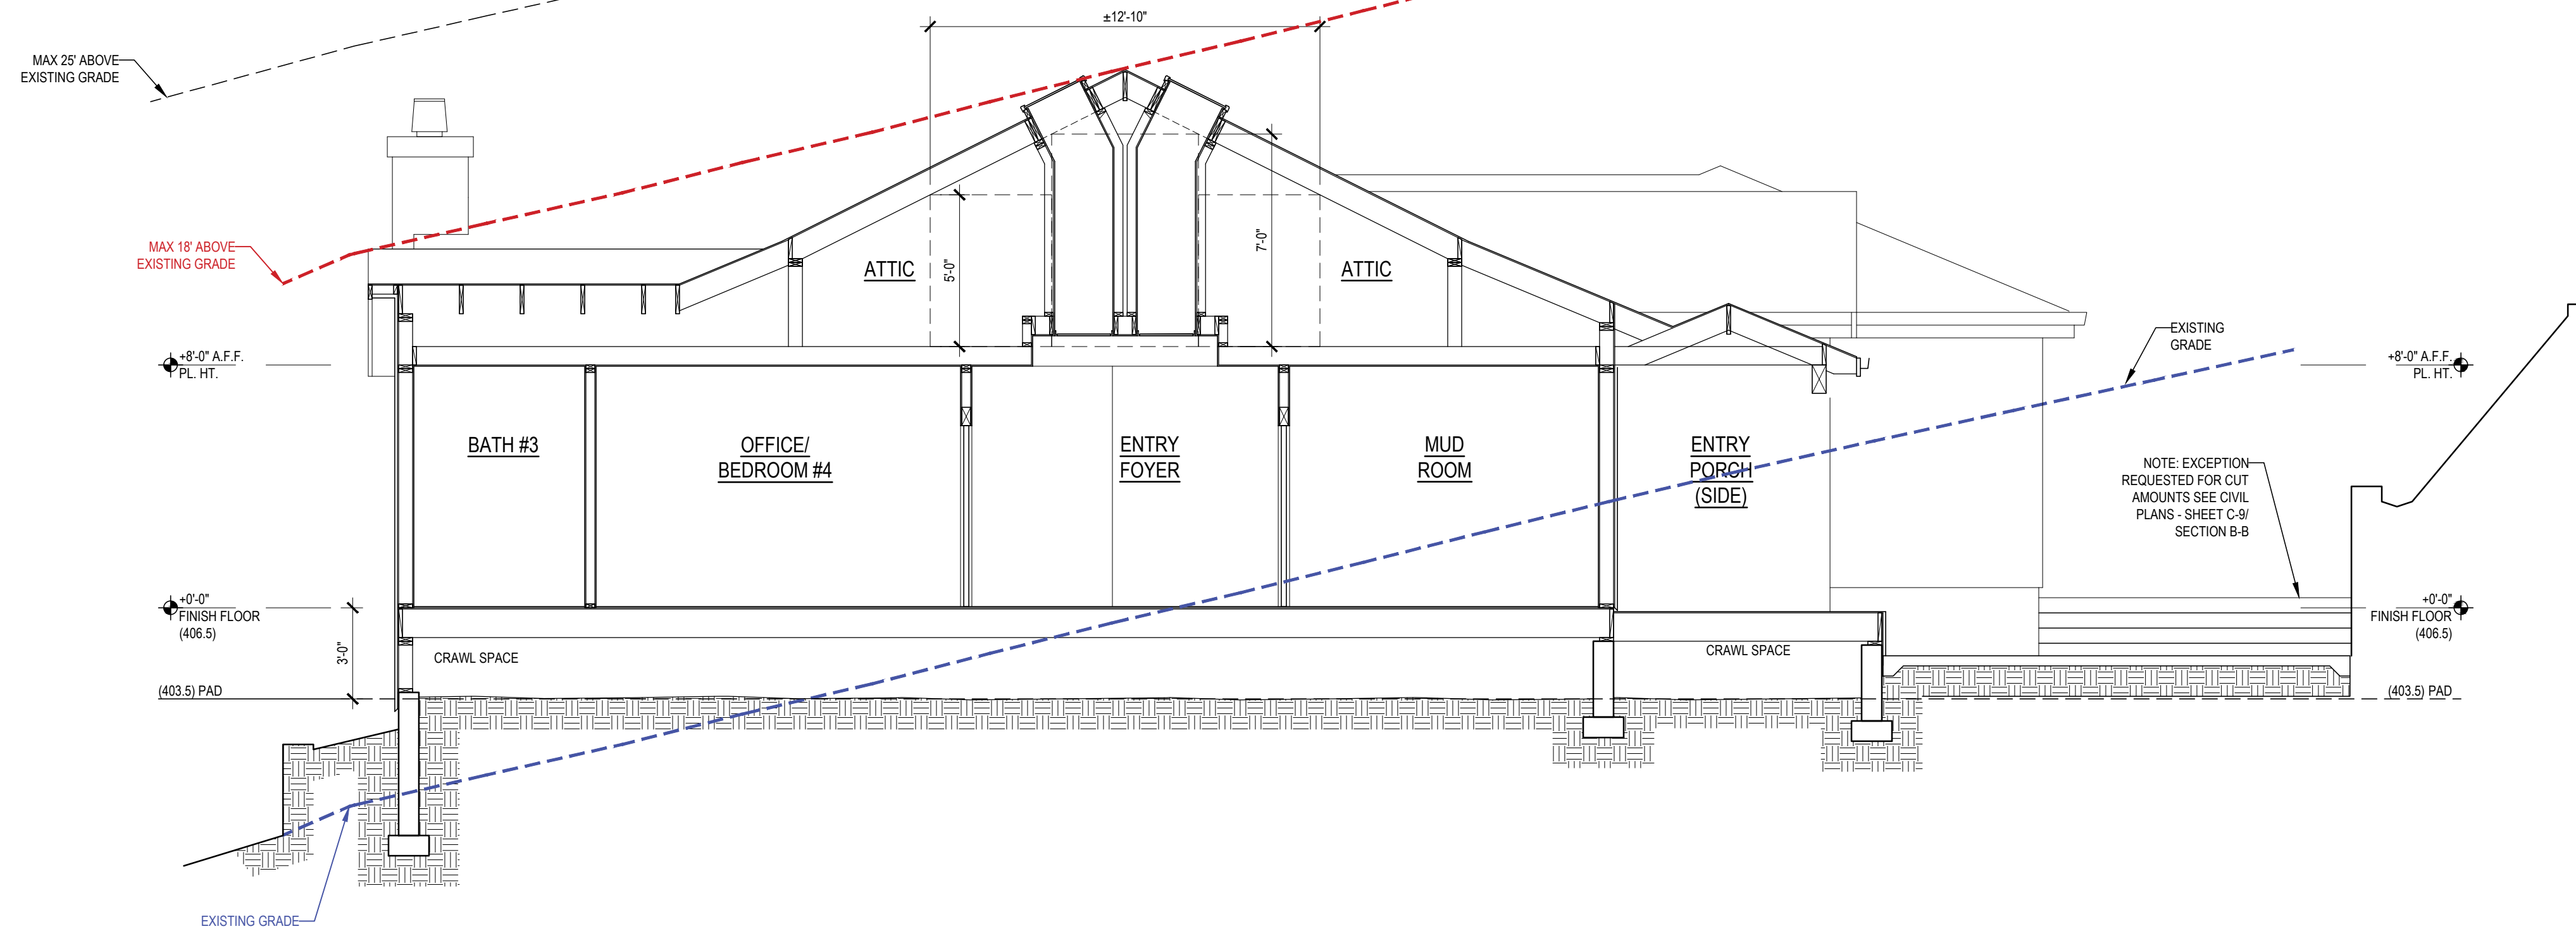 ±12'-10"
MAX 25' ABOVE
EXISTING GRADE
MAX 18' ABOVE
EXISTING GRADE
ATTIC
5'-0"
7'-0"
ATTIC
EXISTING
GRADE
+8'-0" A.F.F.
PL. HT.
+8'-0" A.F.F.
PL. HT.
BATH #3
OFFICE/
BEDROOM #4
ENTRY
FOYER
MUD
ROOM
ENTRY
PORCH
(SIDE)
NOTE: EXCEPTION
REQUESTED FOR CUT
AMOUNTS SEE CIVIL
PLANS - SHEET C-9/
SECTION B-B
+0'-0"
FINISH FLOOR
(406.5)
+0'-0"
FINISH FLOOR
(406.5)
3'-0"
CRAWL SPACE
CRAWL SPACE
(403.5) PAD
(403.5) PAD
EXISTING GRADE